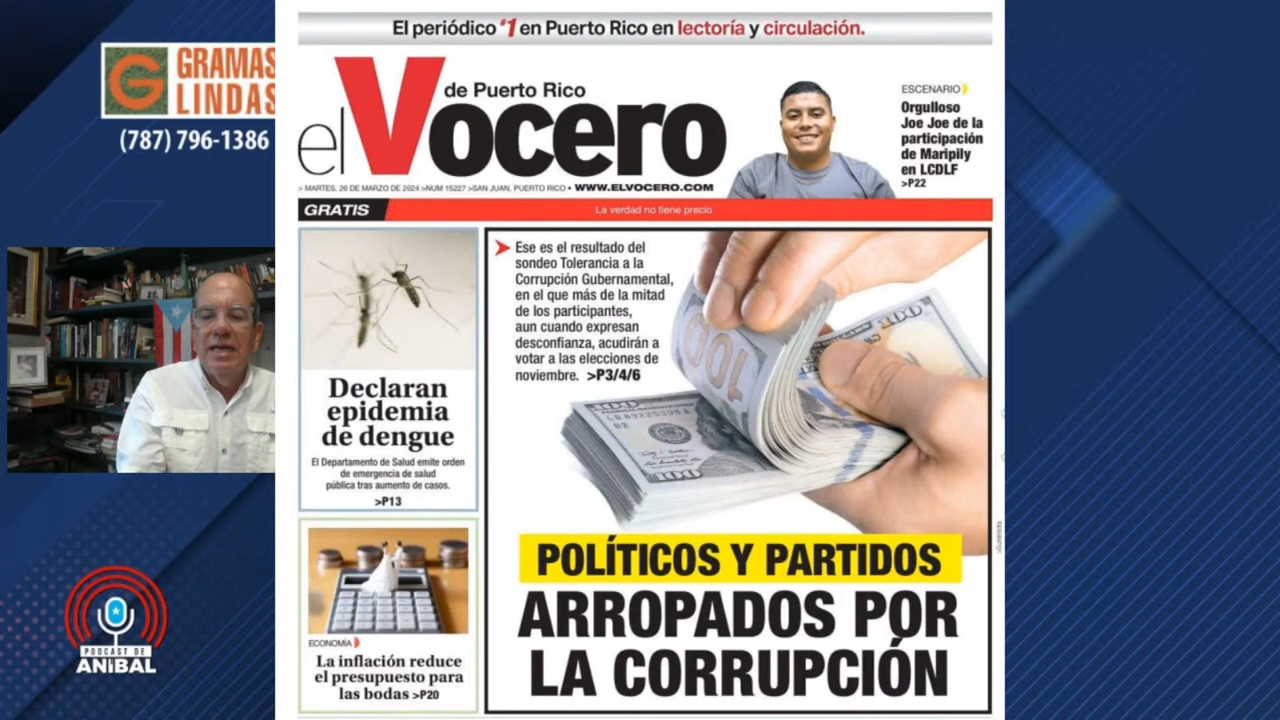 GRAMAS
LINDAS
(787) 796-1386
PODCAST DE
ANÍBAL
El periódico #1 en Puerto Rico en lectoría y circulación.
el Vocero
de Puerto Rico
> MARTES, 26 DE MARZO DE 2024 >NUM 15227 >SAN JUAN, PUERTO RICO • WWW.ELVOCERO.COM
ESCENARIO
Orgulloso
Joe Joe de la
participación
de Maripily
en LCDLF
>P22
GRATIS
La verdad no tiene precio
Declaran
epidemia
de dengue
El Departamento de Salud emite orden
de emergencia de salud
pública tras aumento de casos.
>P13
ECONOMÍA
La inflación reduce
el presupuesto para
las bodas >P20
Ese es el resultado del
sondeo Tolerancia a la
Corrupción Gubernamental,
en el que más de la mitad
de los participantes,
aun cuando expresan
desconfianza, acudirán a
votar a las elecciones de
noviembre. >P3/4/6
100
100
100
POLÍTICOS Y PARTIDOS
ARROPADOS POR
LA CORRUPCIÓN